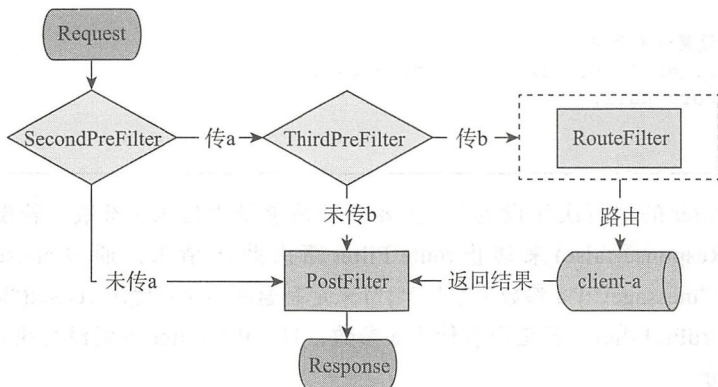 Request
SecondPreFilter
传a
ThirdPreFilter
传b
RouteFilter
未传b
路由
未传a
PostFilter
返回结果
client-a
Response